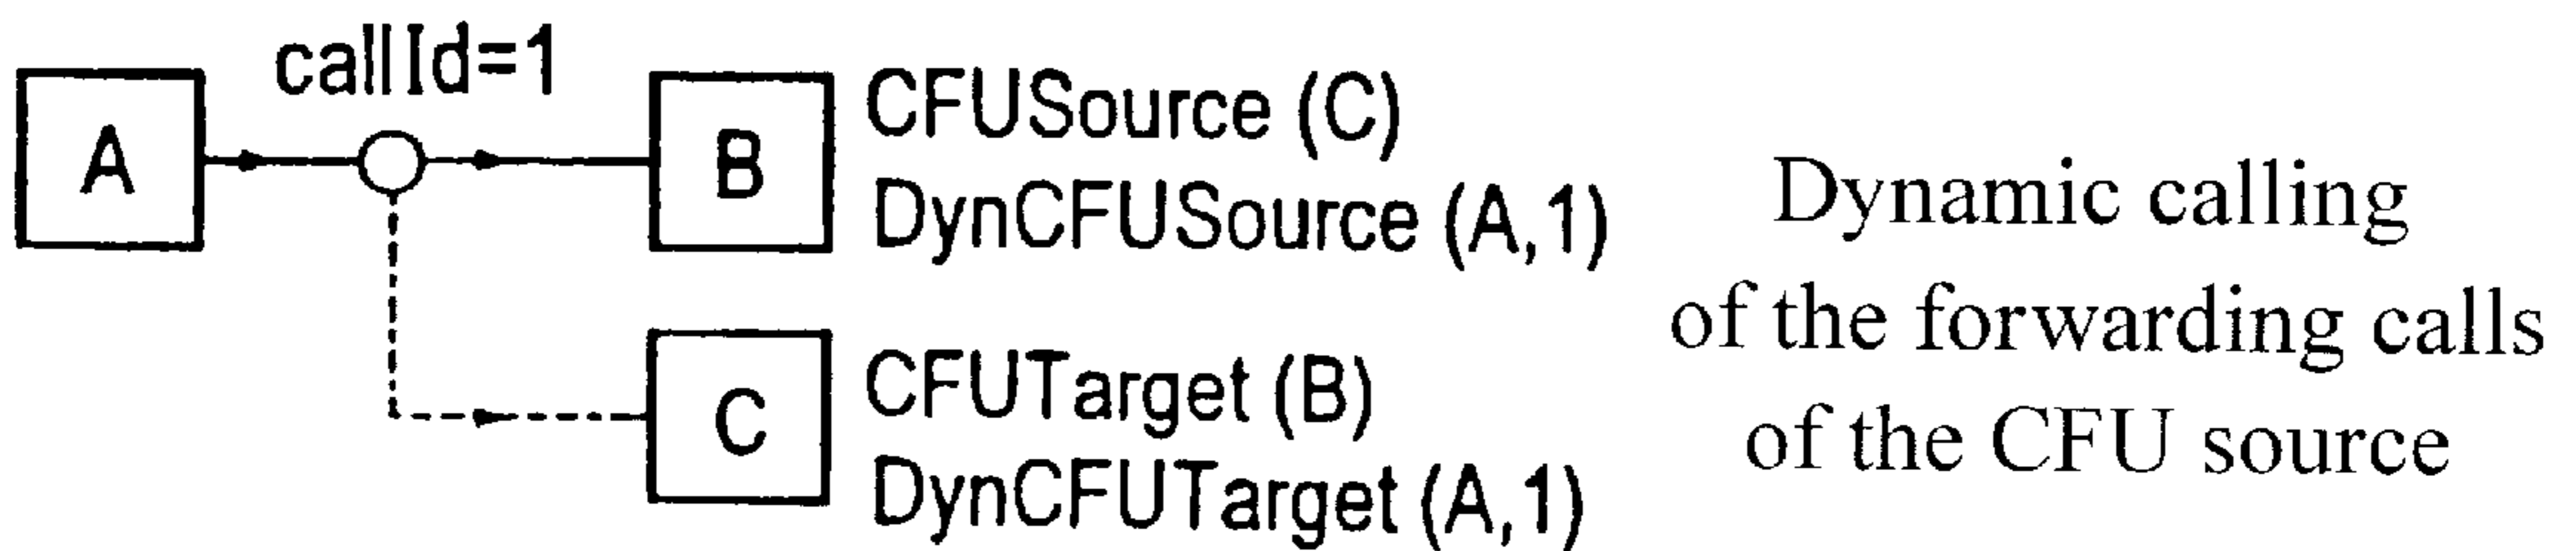 callId=1
A
B
CFUSource (C)
DynCFUSource (A,1)
C
CFUTarget (B)
DynCFUTarget (A,1)
Dynamic calling
of the forwarding calls
of the CFU source